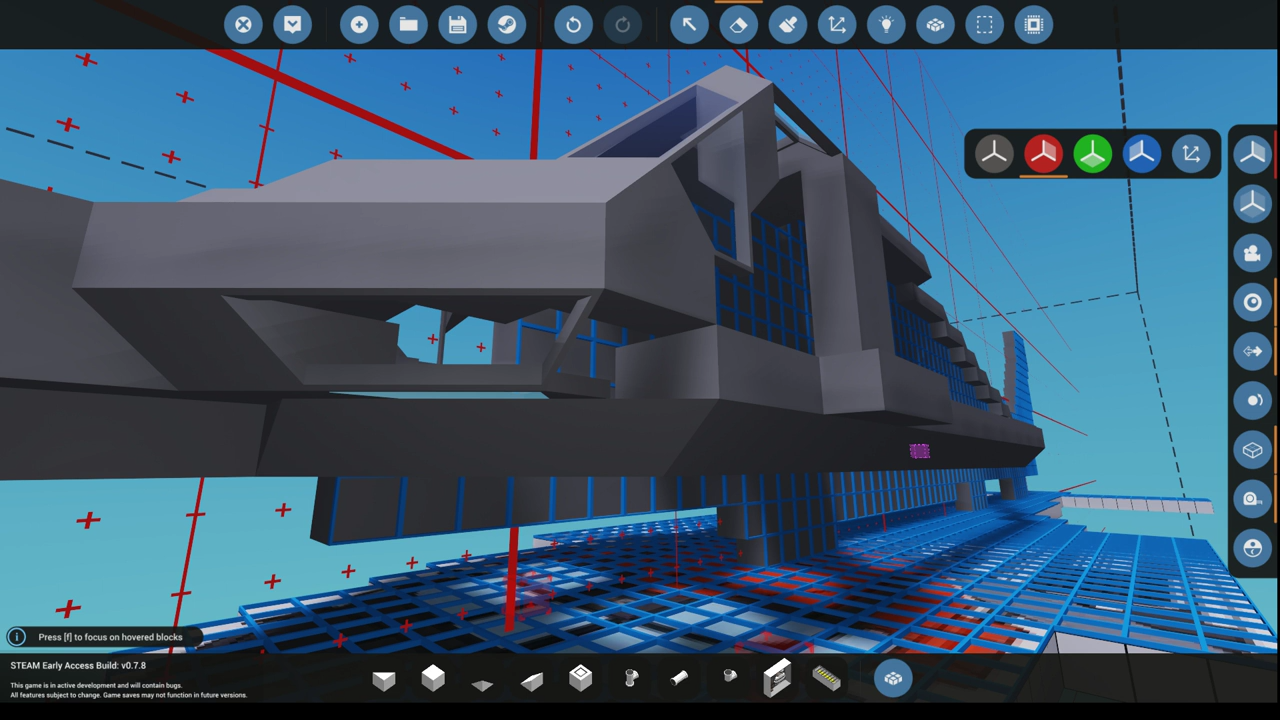 Press [f] to focus on hovered blocks
STEAM Early Access Build: v0.7.8
This game is in active development and will contain bugs.
All features subject to change. Game saves may not function in future versions.